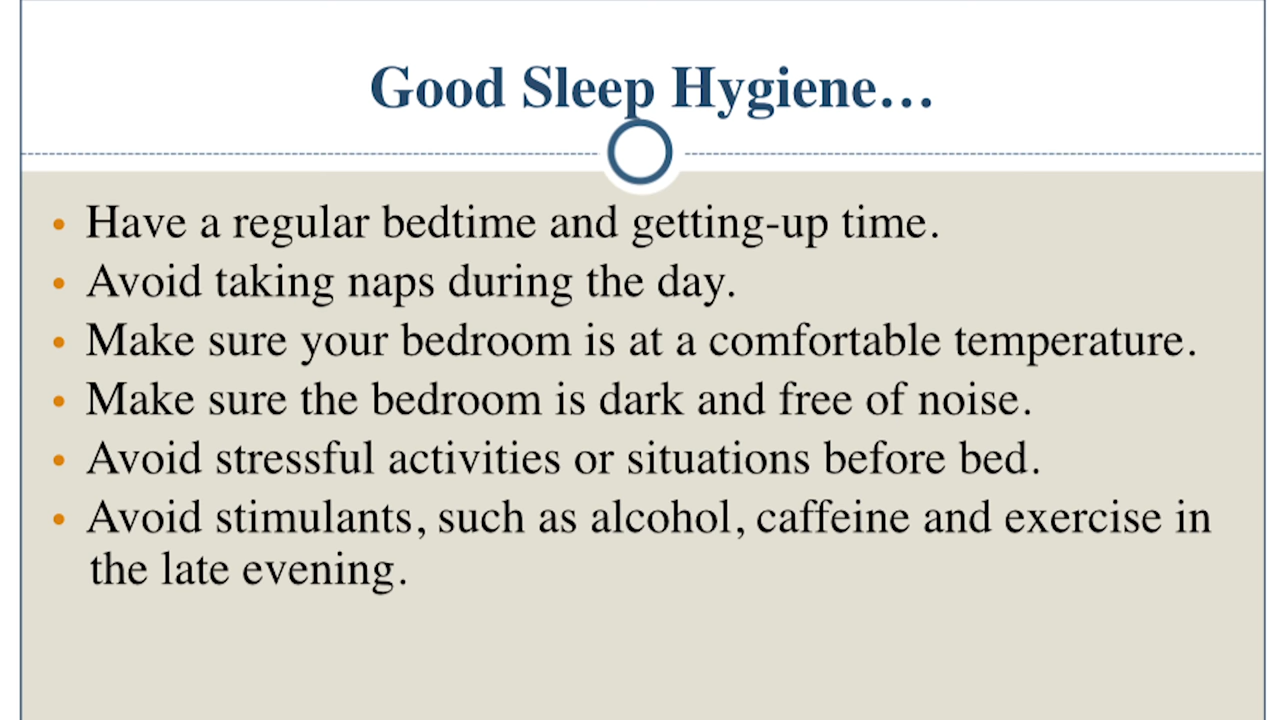 Good Sleep Hygiene…
• Have a regular bedtime and getting-up time.
• Avoid taking naps during the day.
• Make sure your bedroom is at a comfortable temperature.
• Make sure the bedroom is dark and free of noise.
• Avoid stressful activities or situations before bed.
• Avoid stimulants, such as alcohol, caffeine and exercise in
the late evening.